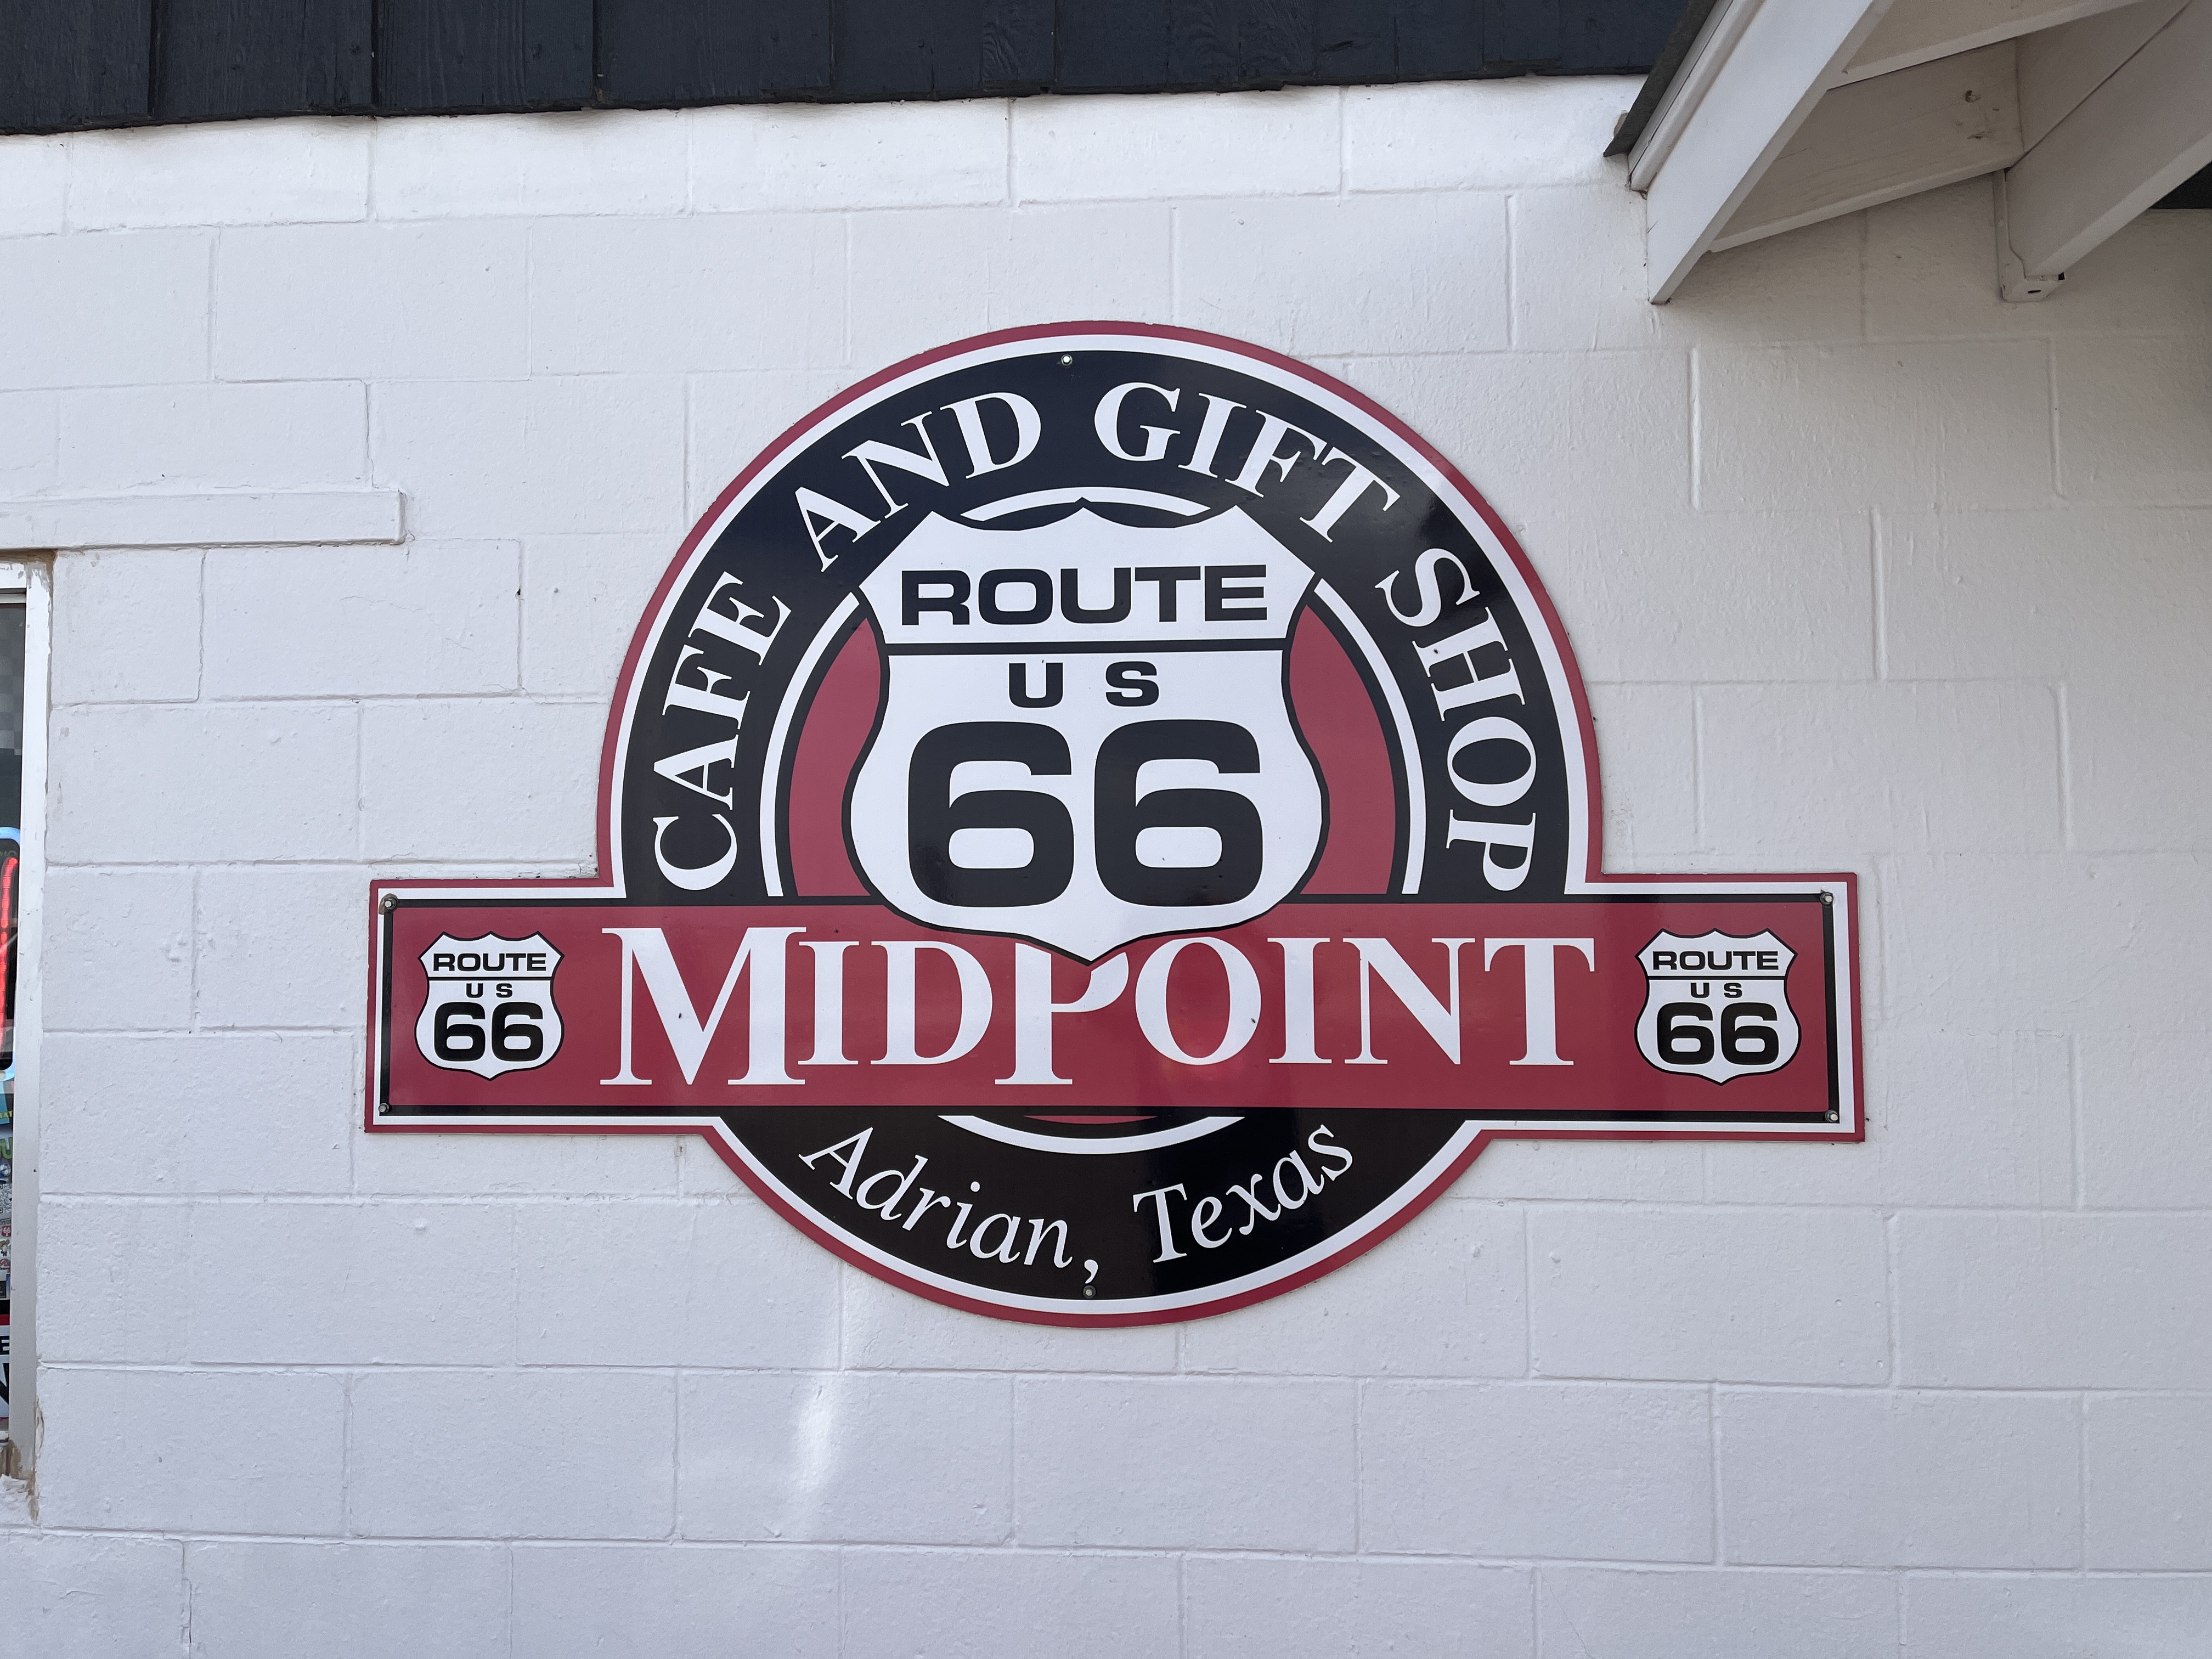 CAFE AND GIFT SHOP
ROUTE
US
66
ROUTE
US
66
MIDPOINT
ROUTE
US
66
Adrian, Texas